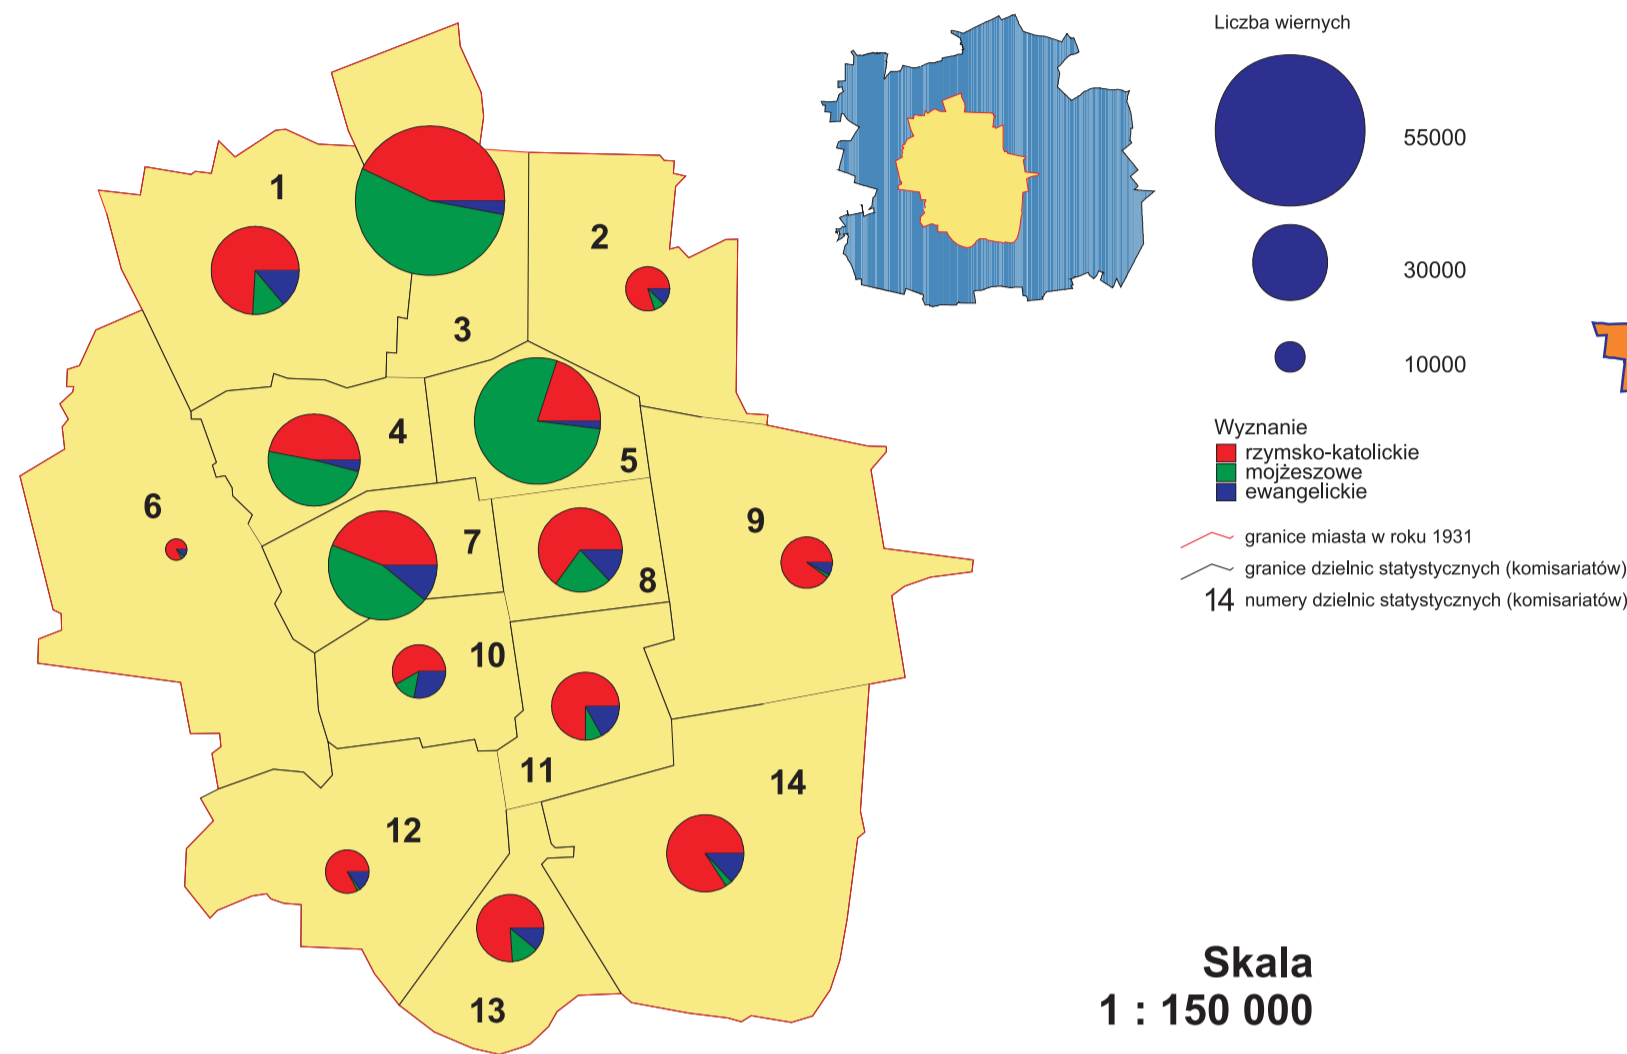 Liczba wiernych
55000
30000
10000
Wyznanie
rzymsko-katolickie
mojżeszowe
ewangelickie
granice miasta w roku 1931
granice dzielnic statystycznych (komisariatów)
14 numery dzielnic statystycznych (komisariatów)
1
2
3
4
5
6
7
8
9
10
11
12
13
14
Skala
1 : 150 000